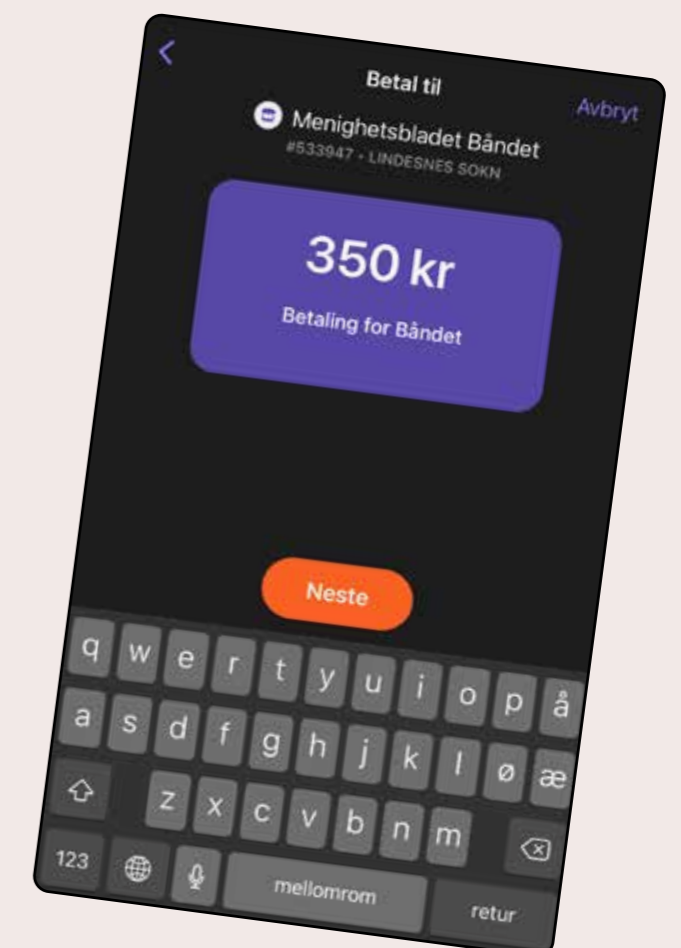 Betal til
Avbryt
Menighetsbladet Båndet
#533947 - LINDESNES SOKN
350 kr
Betaling for Båndet
Neste
q w e r t y u i o p å
a s d f g h j k l ø æ
z x c v b n m
123 mellomrom retur